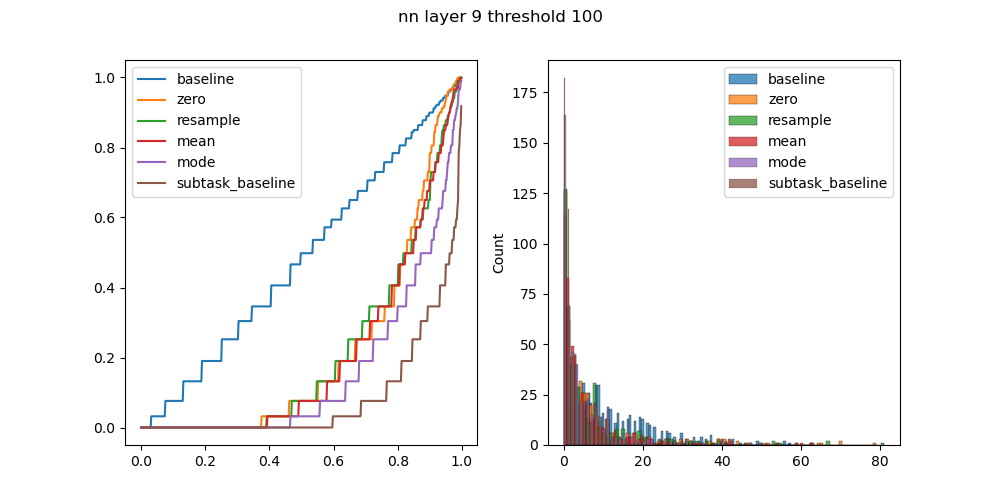 nn layer 9 threshold 100
baseline
zero
resample
mean
mode
subtask_baseline
1.0
0.8
0.6
0.4
0.2
0.0
0.0 0.2 0.4 0.6 0.8 1.0
baseline
zero
resample
mean
mode
subtask_baseline
Count
175
150
125
100
75
50
25
0
0 20 40 60 80